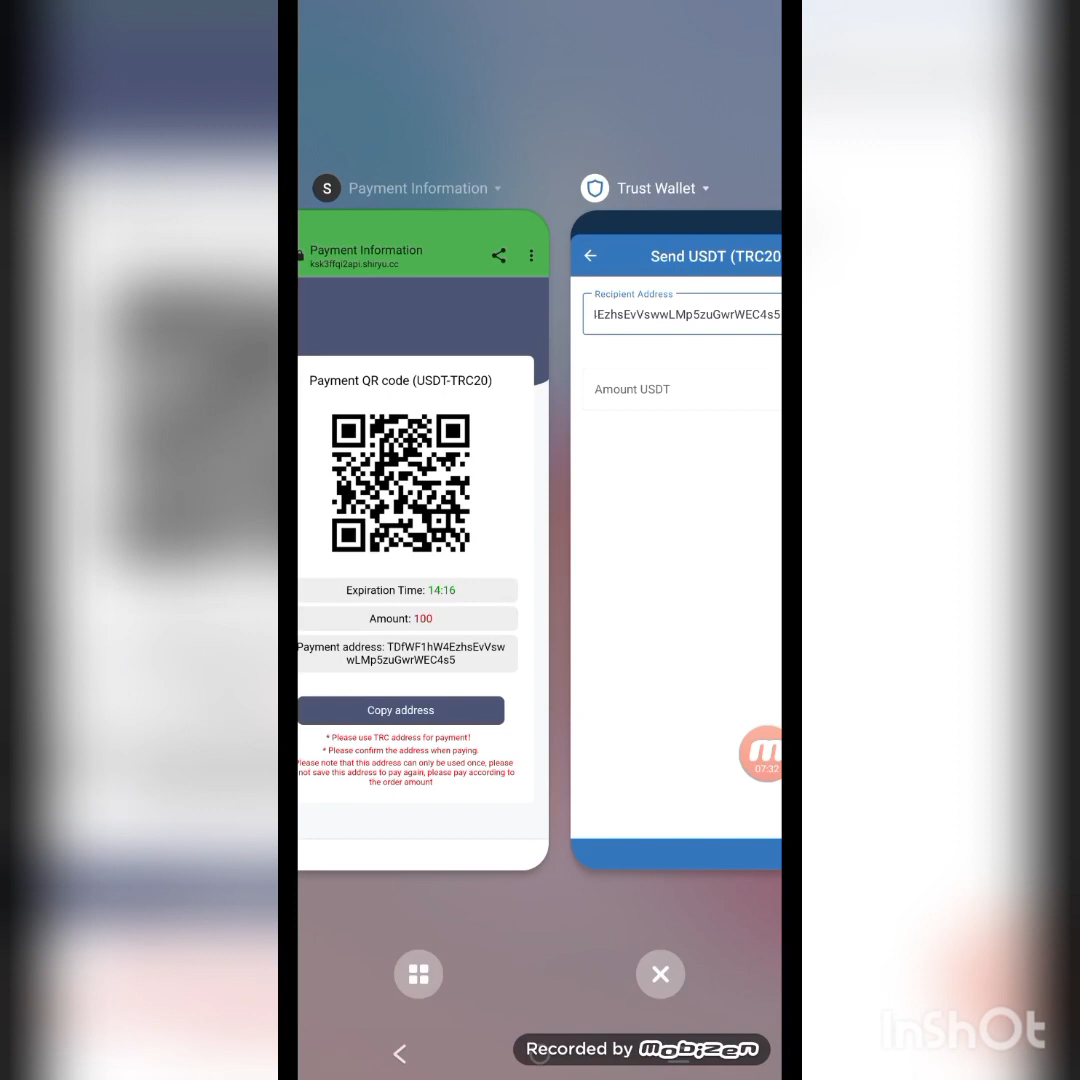 S Payment Information
Trust Wallet
Payment Information
ksk3ffqi2api.shiryu.cc
Send USDT (TRC20
Recipient Address
EzhsEvVswwLMp5zuGwrWEC4s5
Payment QR code (USDT-TRC20)
Amount USDT
Expiration Time: 14:16
Amount: 100
Payment address: TDfWF1hW4EzhsEvVsw
wLMp5zuGwrWEC4s5
Copy address
* Please use TRC address for payment!
* Please confirm the address when paying.
lease note that this address can only be used once, please
not save this address to pay again, please pay according to
the order amount
07:32
Recorded by mobizen
InShOt